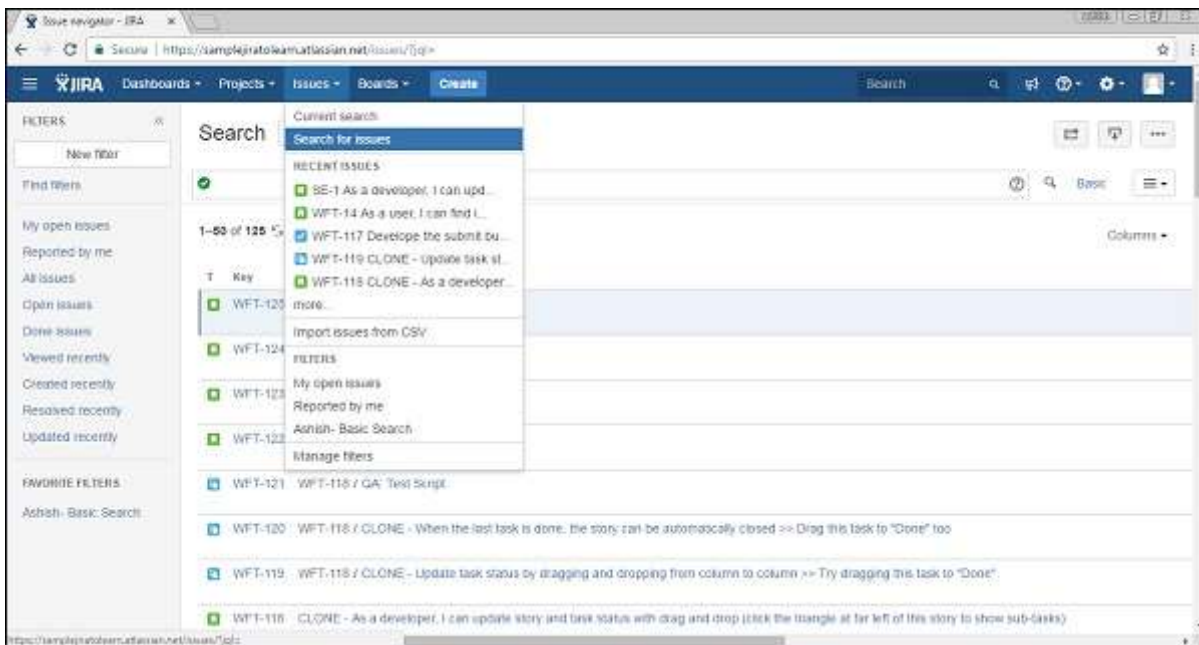 Issue navigator - JIRA
Secure | https://samplejiratolearn.atlassian.net/issues/?jql=
JIRA Dashboards Projects Issues Boards Create Search
FILTERS
New filter
Find filters
My open issues
Reported by me
All issues
Open issues
Done issues
Viewed recently
Created recently
Resolved recently
Updated recently
FAVORITE FILTERS
Ashish- Basic Search
Search
Current search
Search for issues
RECENT ISSUES
SE-1 As a developer, I can upd...
WFT-14 As a user, I can find i...
WFT-117 Develope the submit bu...
WFT-119 CLONE - Update task st...
WFT-118 CLONE - As a developer...
more...
Import issues from CSV
FILTERS
My open issues
Reported by me
Ashish- Basic Search
Manage filters
Basic
1–50 of 125
Columns
T Key
WFT-124
WFT-123
WFT-122
WFT-121 WFT-118 / QA: Test Script
WFT-120 WFT-118 / CLONE - When the last task is done, the story can be automatically closed >> Drag this task to "Done" too
WFT-119 WFT-118 / CLONE - Update task status by dragging and dropping from column to column >> Try dragging this task to "Done"
WFT-118 CLONE - As a developer, I can update story and task status with drag and drop (click the triangle at far left of this story to show sub-tasks)
https://samplejiratolearn.atlassian.net/issues/?jql=